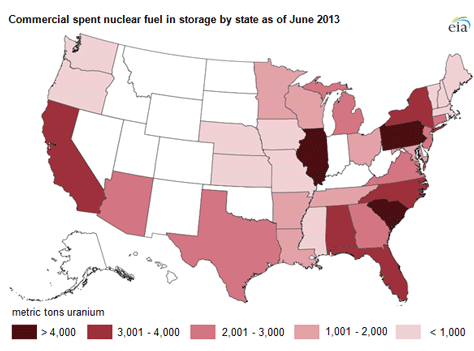 Commercial spent nuclear fuel in storage by state as of June 2013
eia
metric tons uranium
> 4,000 3,001 - 4,000 2,001 - 3,000 1,001 - 2,000 < 1,000